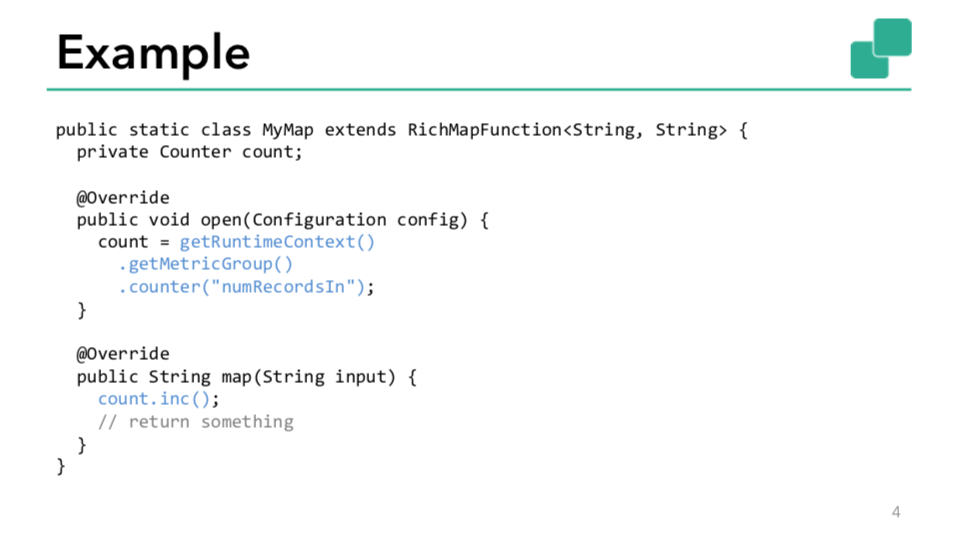 Example
public static class MyMap extends RichMapFunction<String, String> {
  private Counter count;
  @Override
  public void open(Configuration config) {
    count = getRuntimeContext()
      .getMetricGroup()
      .counter("numRecordsIn");
  }
  @Override
  public String map(String input) {
    count.inc();
    // return something
  }
}
4